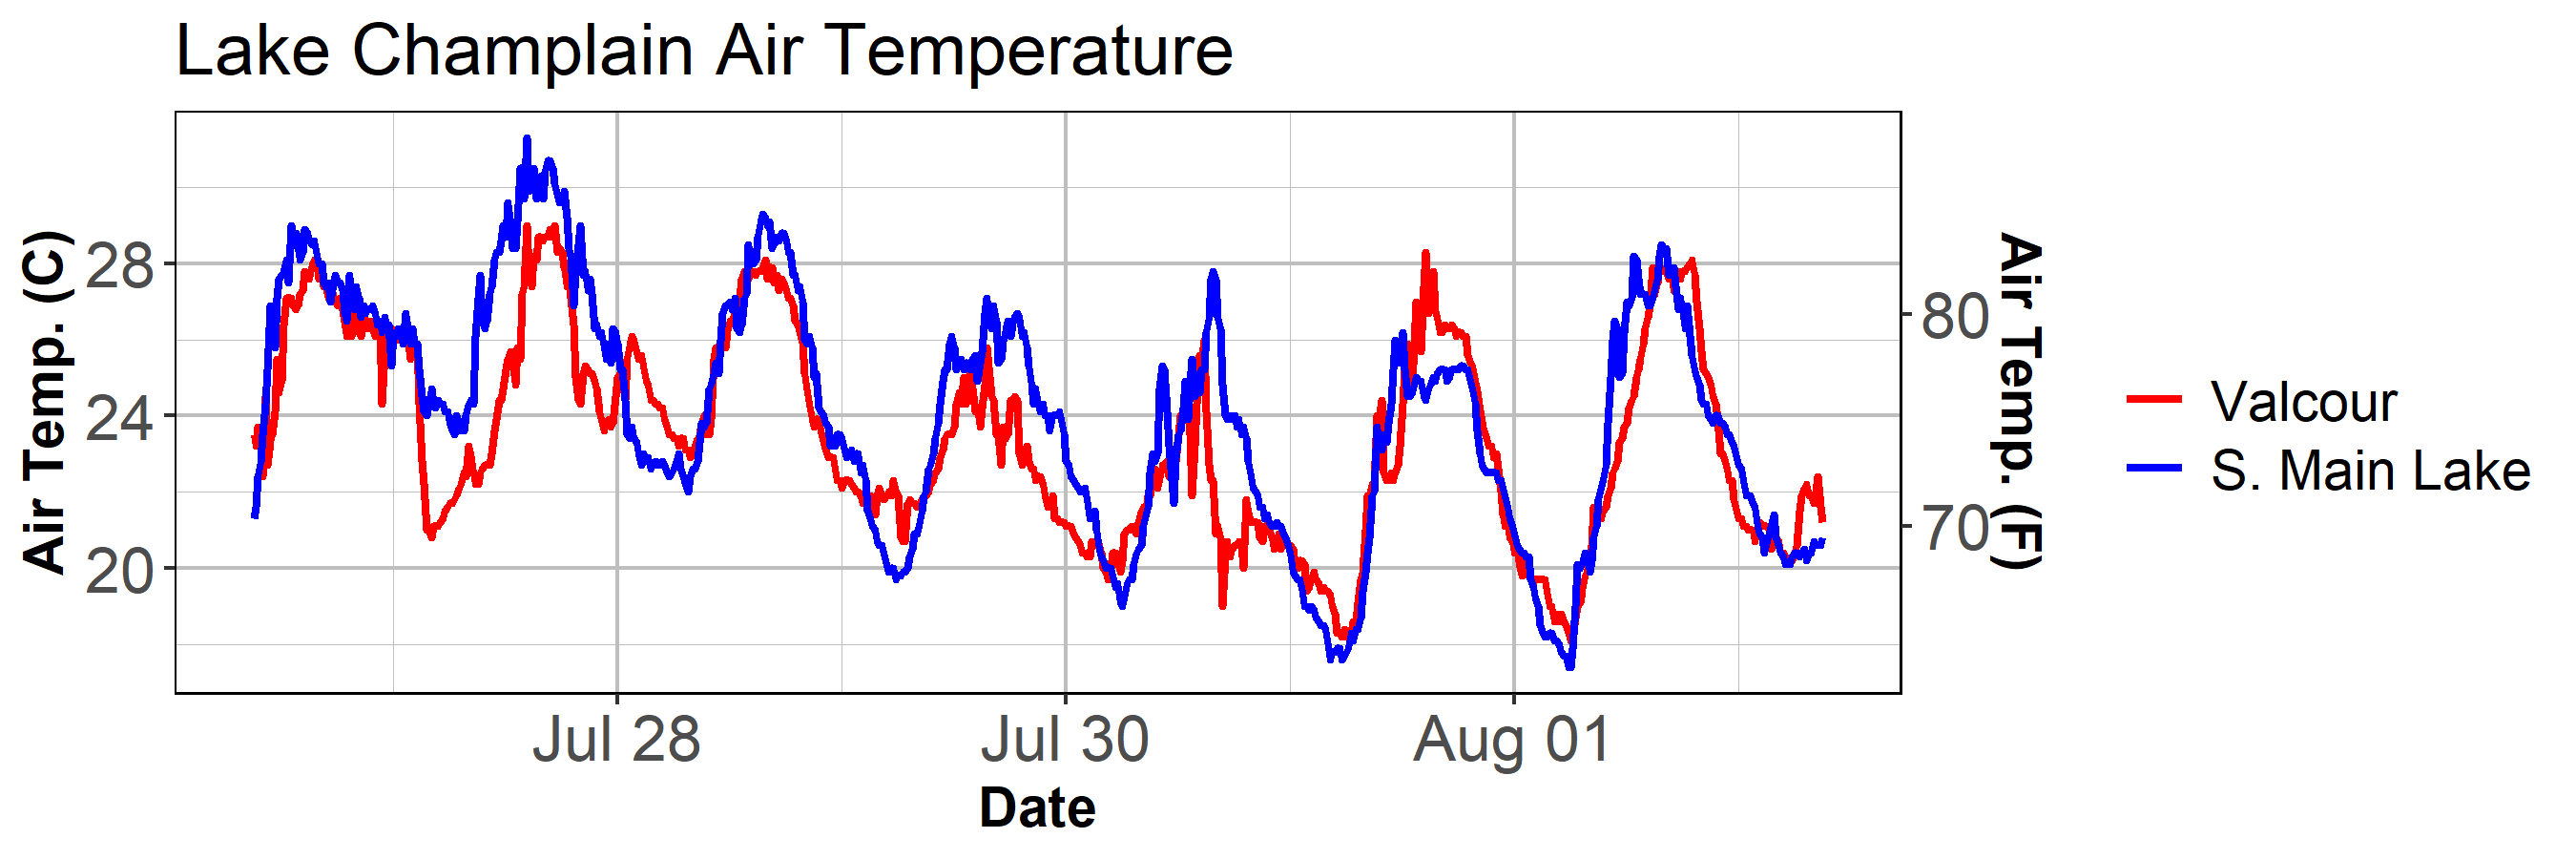 Lake Champlain Air Temperature
Air Temp. (C)
28
24
20
Air Temp. (F)
80
70
Jul 28
Jul 30
Aug 01
Date
Valcour
S. Main Lake